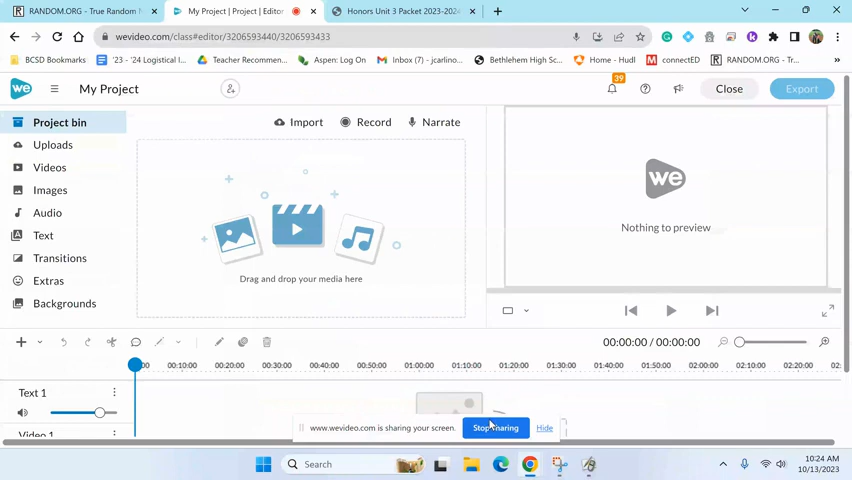 RANDOM.ORG - True Random N
My Project | Project | Editor
Honors Unit 3 Packet 2023-2024
wevideo.com/class#editor/3206593440/3206593433
BCSD Bookmarks
'23 - '24 Logistical I...
Teacher Recommen...
Aspen: Log On
Inbox (7) - jcarlino...
Bethlehem Central S...
Home - Hudl
connectED
RANDOM.ORG - Tr...
we
My Project
39
Close
Export
Project bin
Import
Record
Narrate
Uploads
Videos
Images
Audio
Text
Transitions
Extras
Backgrounds
Drag and drop your media here
we
Nothing to preview
00:00:00 / 00:00:00
00:10:00
00:20:00
00:30:00
00:40:00
00:50:00
01:00:00
01:10:00
01:20:00
01:30:00
01:40:00
01:50:00
02:00:00
02:10:00
02:20:00
02:
Text 1
Video 1
www.wevideo.com is sharing your screen.
Stop sharing
Hide
Search
10:24 AM
10/13/2023